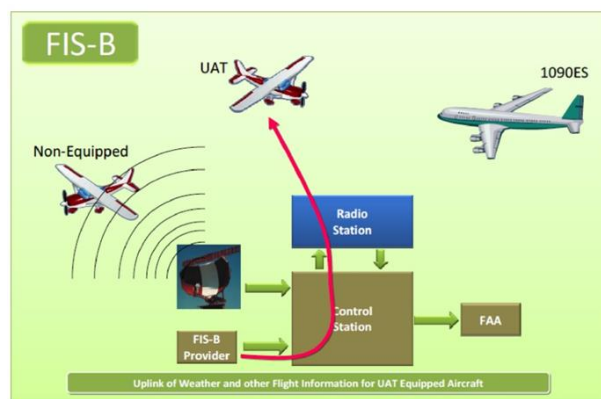 FIS-B
UAT
1090ES
Non-Equipped
Radio
Station
Control
Station
FAA
FIS-B
Provider
Uplink of Weather and other Flight Information for UAT Equipped Aircraft